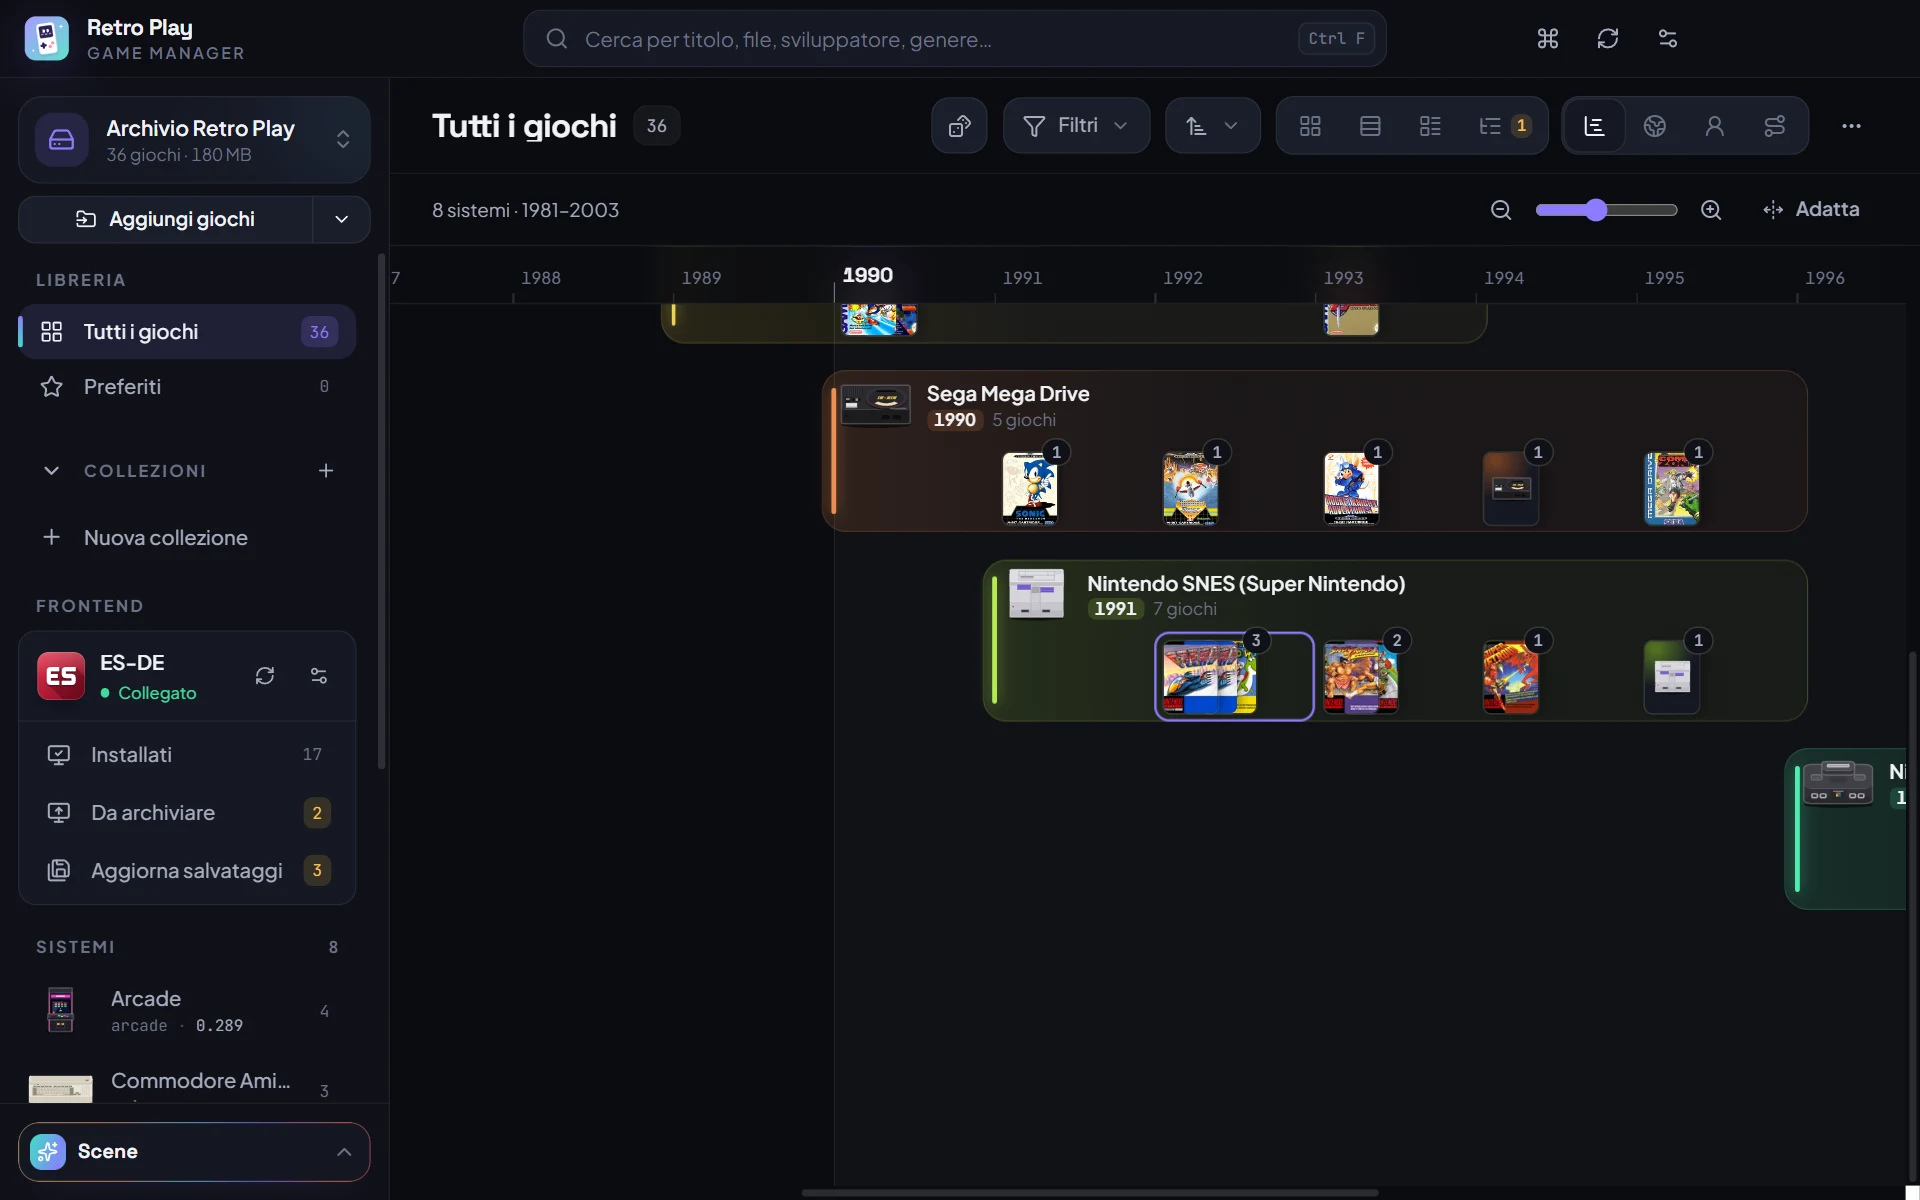 Retro Play
GAME MANAGER
Cerca per titolo, file, sviluppatore, genere…
Ctrl F
Archivio Retro Play
36 giochi · 180 MB
Aggiungi giochi
LIBRERIA
Tutti i giochi
36
Preferiti
0
COLLEZIONI
Nuova collezione
FRONTEND
ES
ES-DE
Collegato
Installati
17
Da archiviare
2
Aggiorna salvataggi
3
SISTEMI
8
Arcade
4
arcade · 0.289
Commodore Ami…
3
Scene
Tutti i giochi
36
Filtri
1
8 sistemi · 1981–2003
Adatta
7
1988
1989
1990
1991
1992
1993
1994
1995
1996
Sega Mega Drive
1990
5 giochi
1
1
1
1
1
SONIC
MEGA DRIVE
SEGA
Nintendo SNES (Super Nintendo)
1991
7 giochi
3
2
1
1